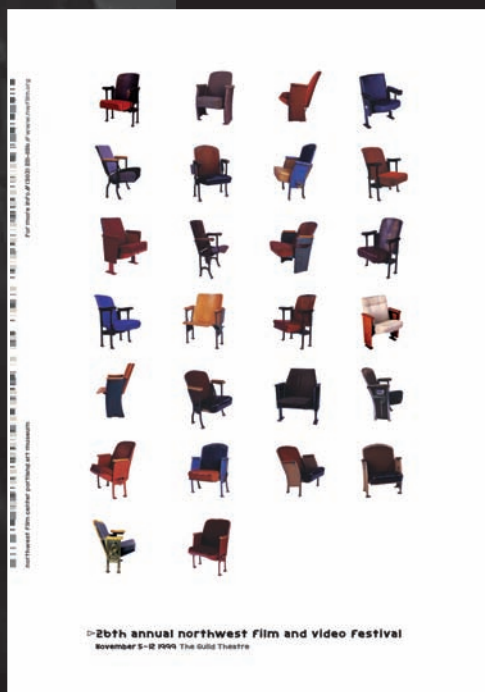 ▷26th annual northwest film and video festival
November 5-12 1999 The Guild Theatre
northwest film center portland art museum